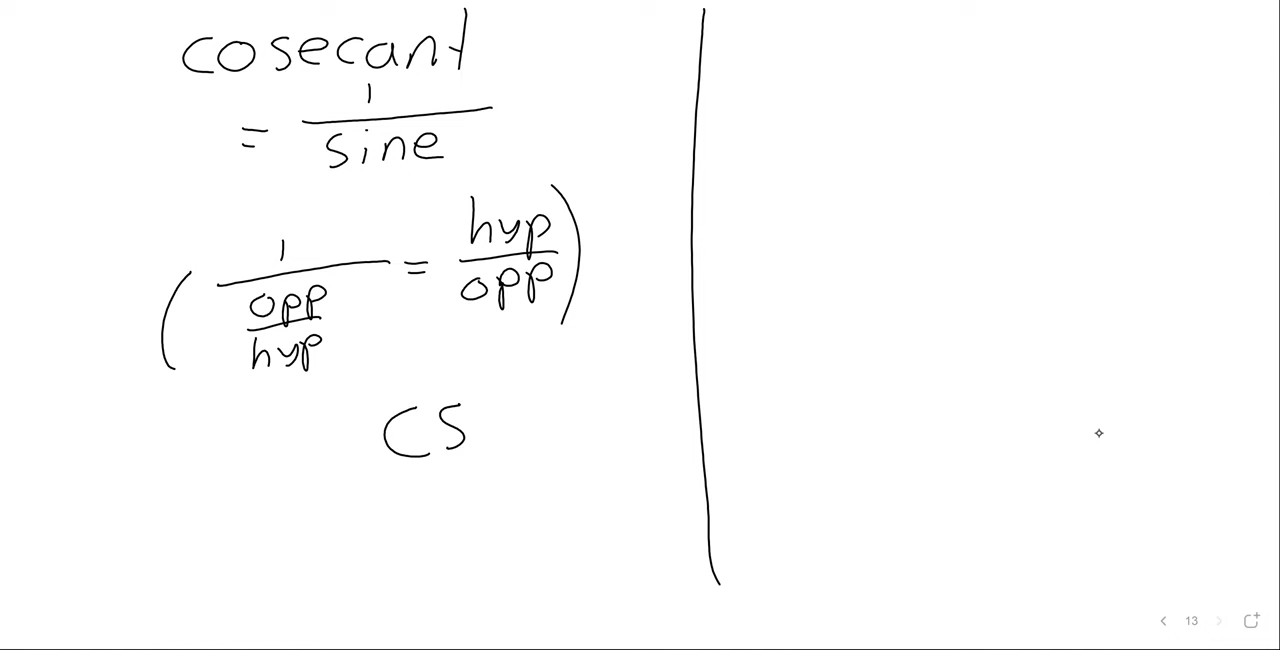 cosecant
= 1/sine
( 1/(opp/hyp) = hyp/opp )
CS
13